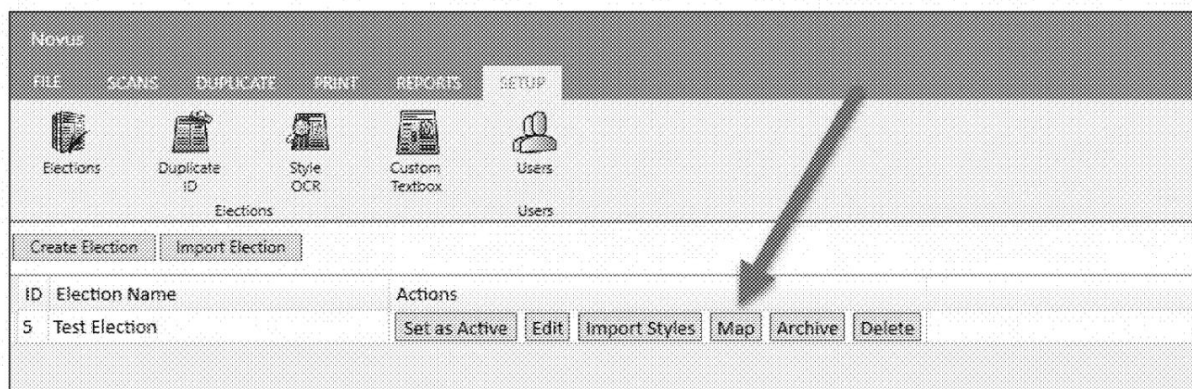 Novus
FILE SCANS DUPLICATE PRINT REPORTS SETUP
Elections Duplicate ID Style OCR Custom Textbox Users
Elections Users
Create Election Import Election
ID Election Name Actions
5 Test Election Set as Active Edit Import Styles Map Archive Delete